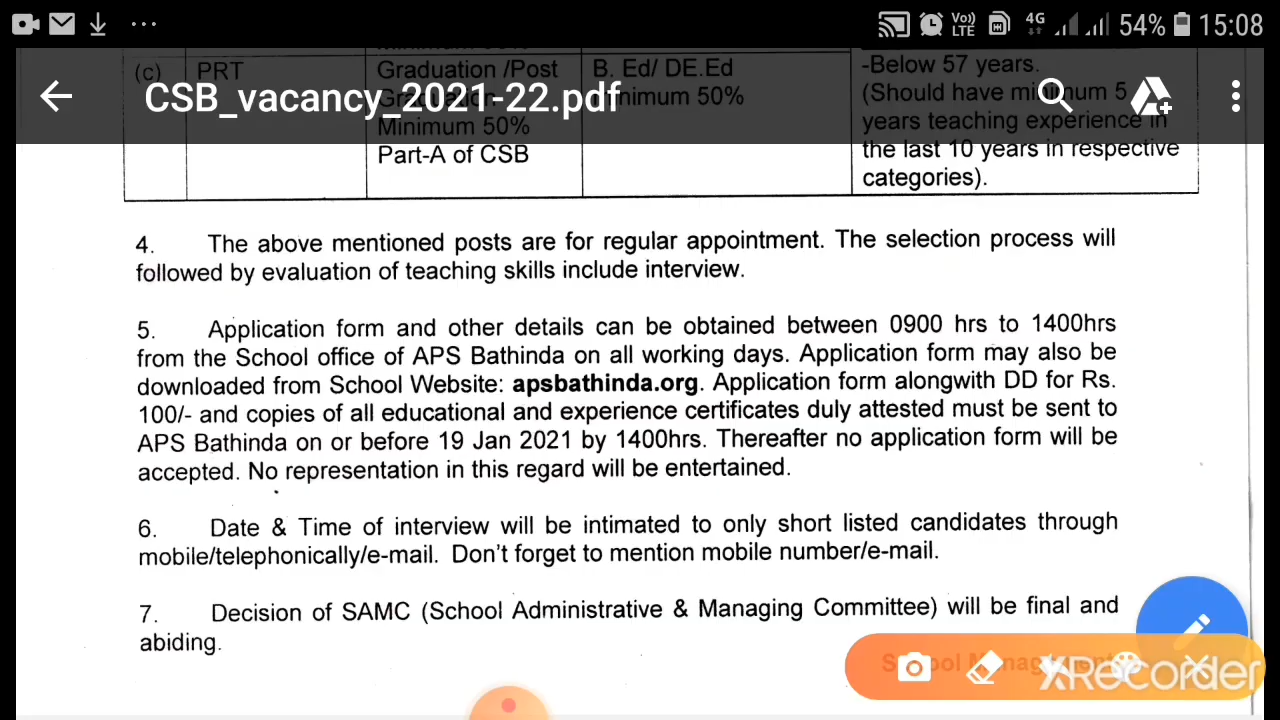 Vo)) LTE 4G 54% 15:08
(c) PRT Graduation /Post B. Ed/ DE.Ed -Below 57 years.
CSB_vacancy_2021-22.pdf
Minimum 50% (Should have minimum 5
Minimum 50% years teaching experience in
Part-A of CSB the last 10 years in respective
categories).
4. The above mentioned posts are for regular appointment. The selection process will
followed by evaluation of teaching skills include interview.
5. Application form and other details can be obtained between 0900 hrs to 1400hrs
from the School office of APS Bathinda on all working days. Application form may also be
downloaded from School Website: apsbathinda.org. Application form alongwith DD for Rs.
100/- and copies of all educational and experience certificates duly attested must be sent to
APS Bathinda on or before 19 Jan 2021 by 1400hrs. Thereafter no application form will be
accepted. No representation in this regard will be entertained.
6. Date & Time of interview will be intimated to only short listed candidates through
mobile/telephonically/e-mail. Don't forget to mention mobile number/e-mail.
7. Decision of SAMC (School Administrative & Managing Committee) will be final and
abiding.
XRecorder